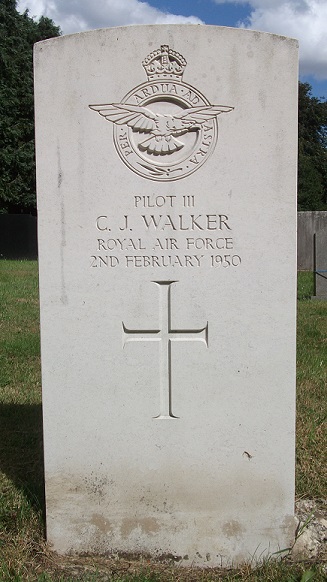 PER ARDUA AD ASTRA
PILOT III
C. J. WALKER
ROYAL AIR FORCE
2ND FEBRUARY 1950